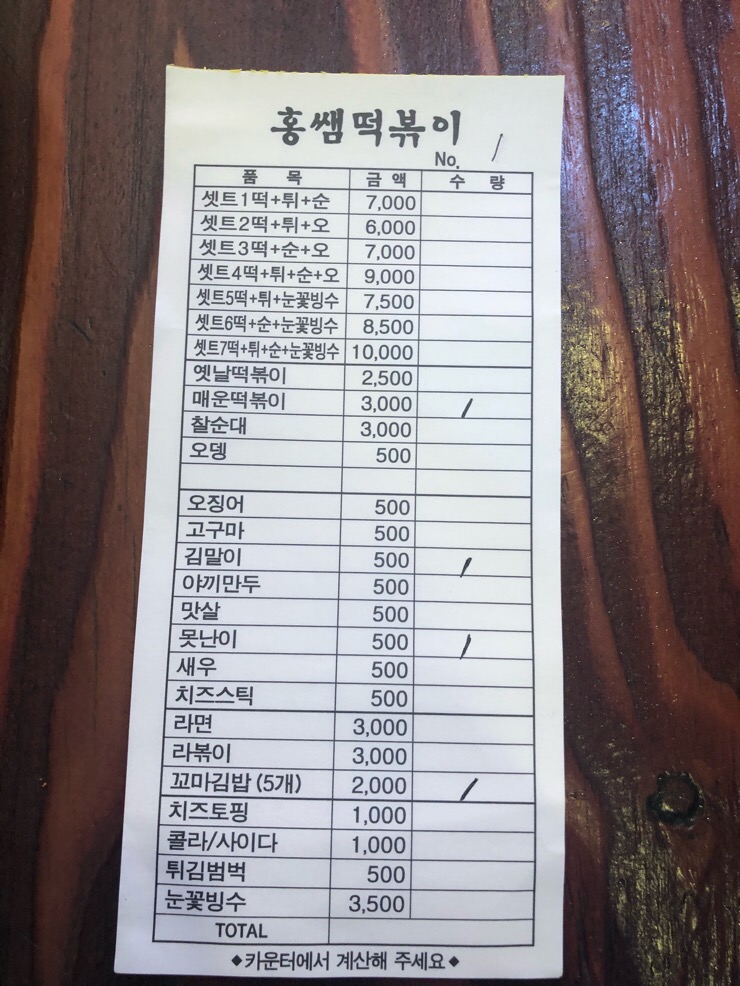 홍쌤떡볶이
No. 1
품 목 금 액 수 량
셋트1떡+튀+순 7,000
셋트2떡+튀+오 6,000
셋트3떡+순+오 7,000
셋트4떡+튀+순+오 9,000
셋트5떡+튀+눈꽃빙수 7,500
셋트6떡+순+눈꽃빙수 8,500
셋트7떡+튀+순+눈꽃빙수 10,000
옛날떡볶이 2,500
매운떡볶이 3,000 /
찰순대 3,000
오뎅 500
오징어 500
고구마 500
김말이 500 /
야끼만두 500
맛살 500
못난이 500 /
새우 500
치즈스틱 500
라면 3,000
라볶이 3,000
꼬마김밥 (5개) 2,000 /
치즈토핑 1,000
콜라/사이다 1,000
튀김범벅 500
눈꽃빙수 3,500
TOTAL
◆카운터에서 계산해 주세요◆